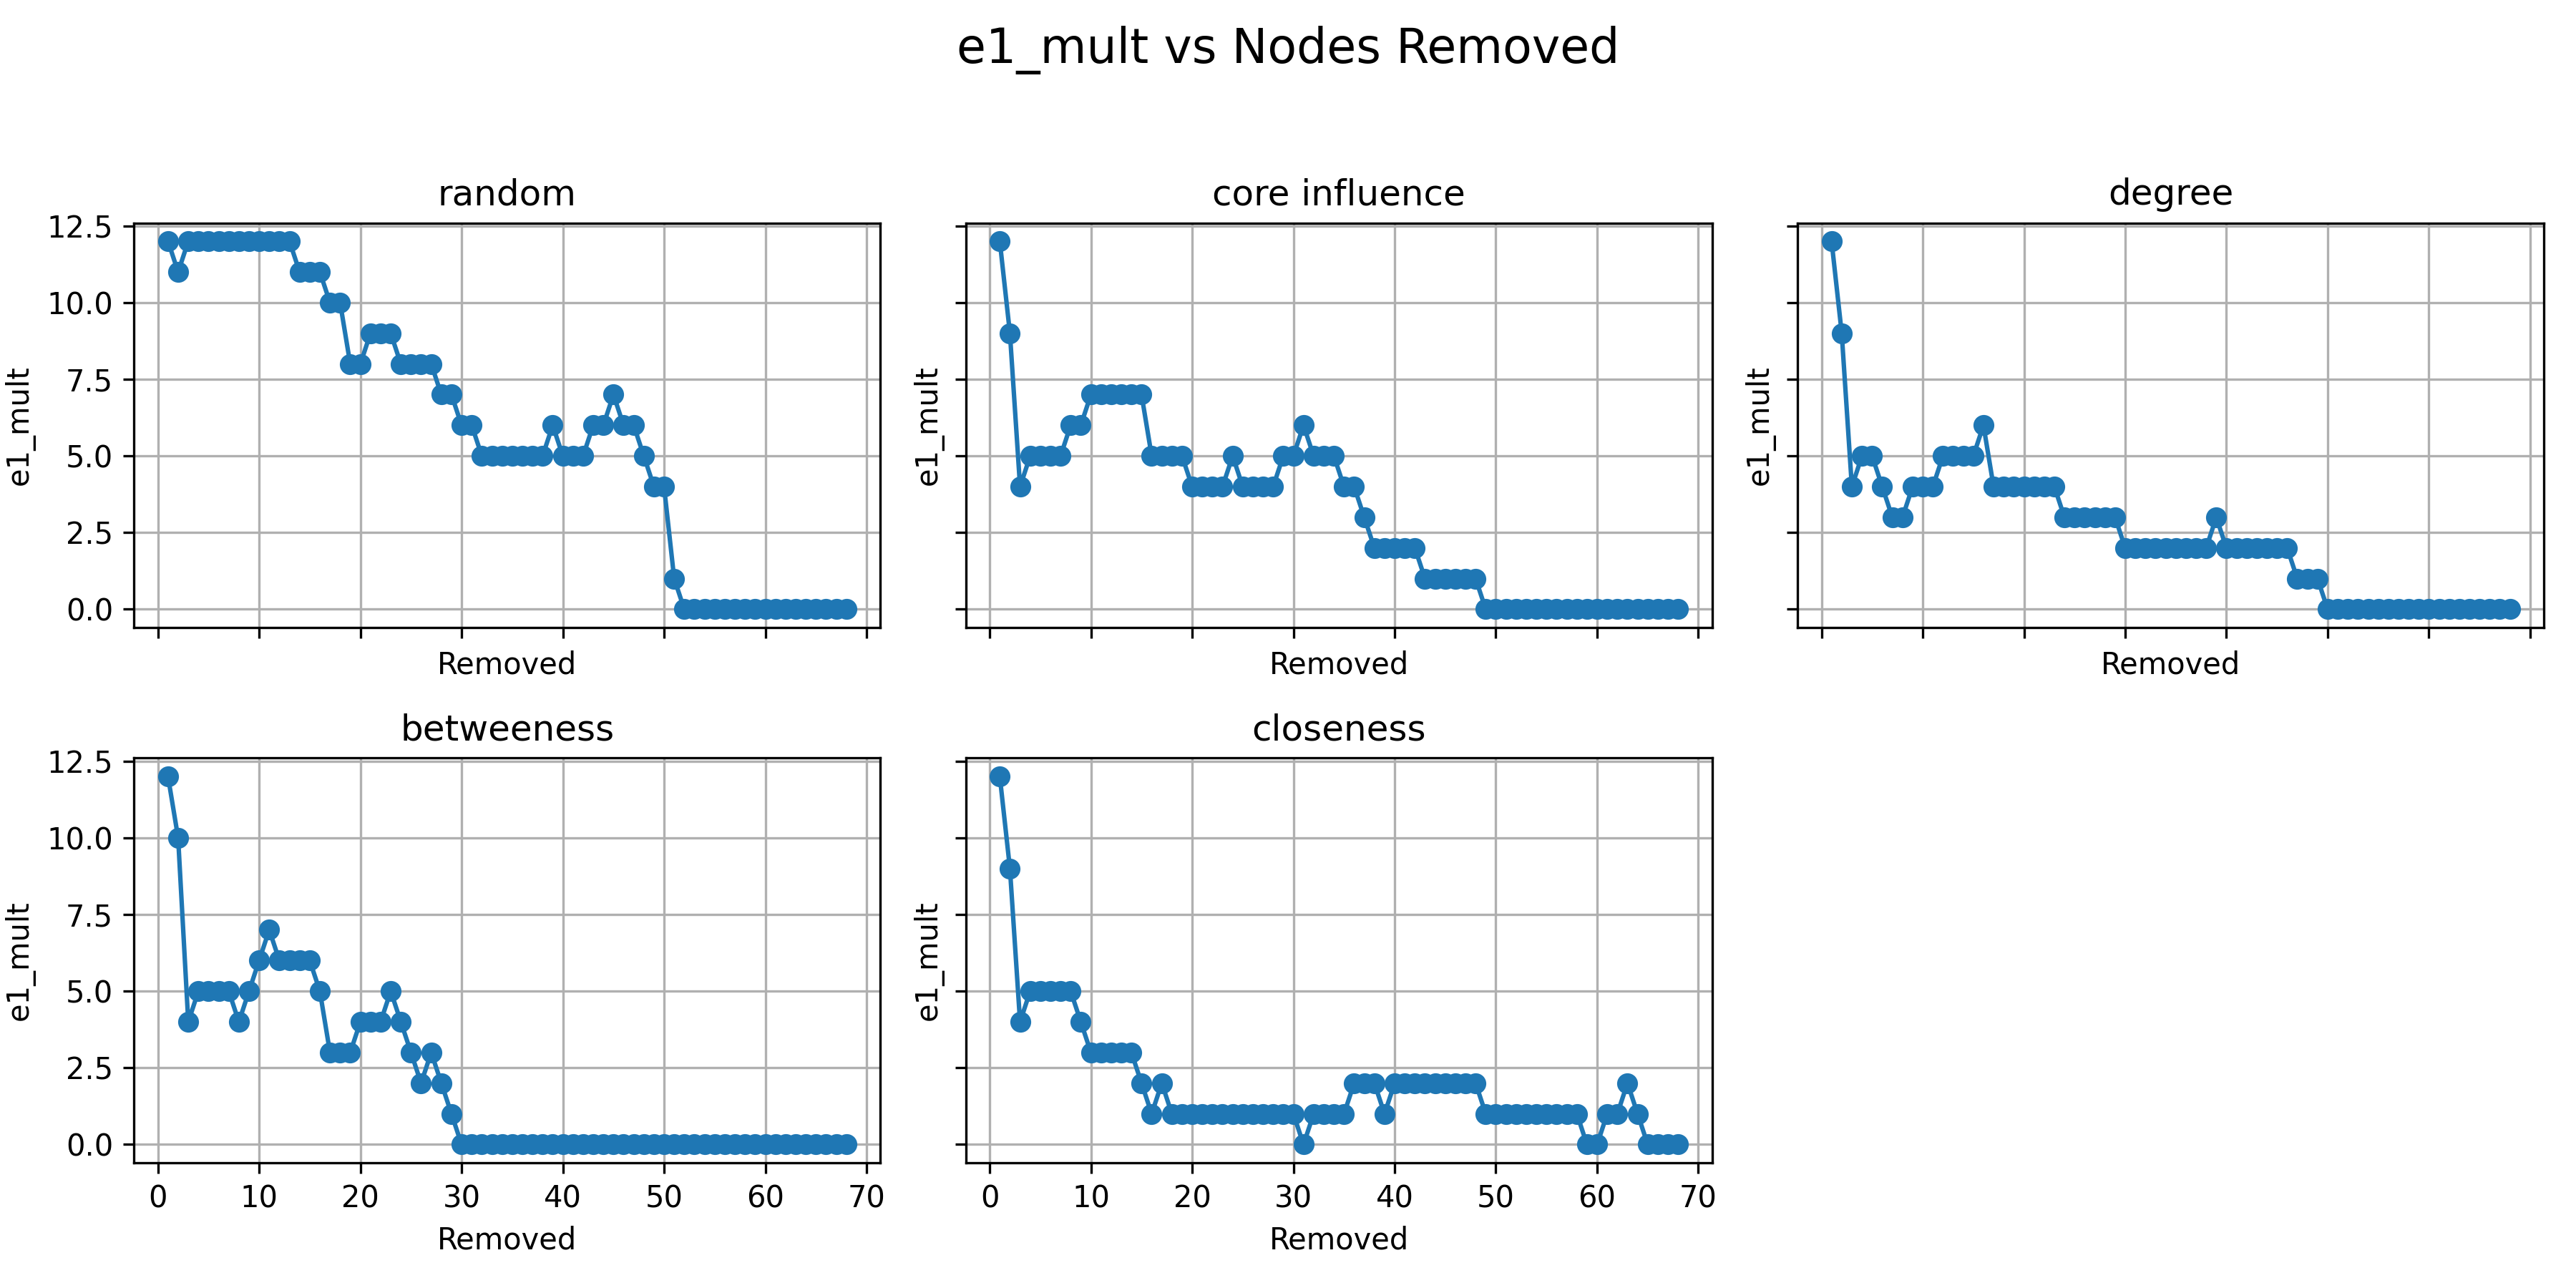 e1_mult vs Nodes Removed
random
core influence
degree
12.5
10.0
7.5
5.0
2.5
0.0
e1_mult
e1_mult
e1_mult
Removed
Removed
Removed
betweeness
closeness
12.5
10.0
7.5
5.0
2.5
0.0
e1_mult
e1_mult
0 10 20 30 40 50 60 70
0 10 20 30 40 50 60 70
Removed
Removed